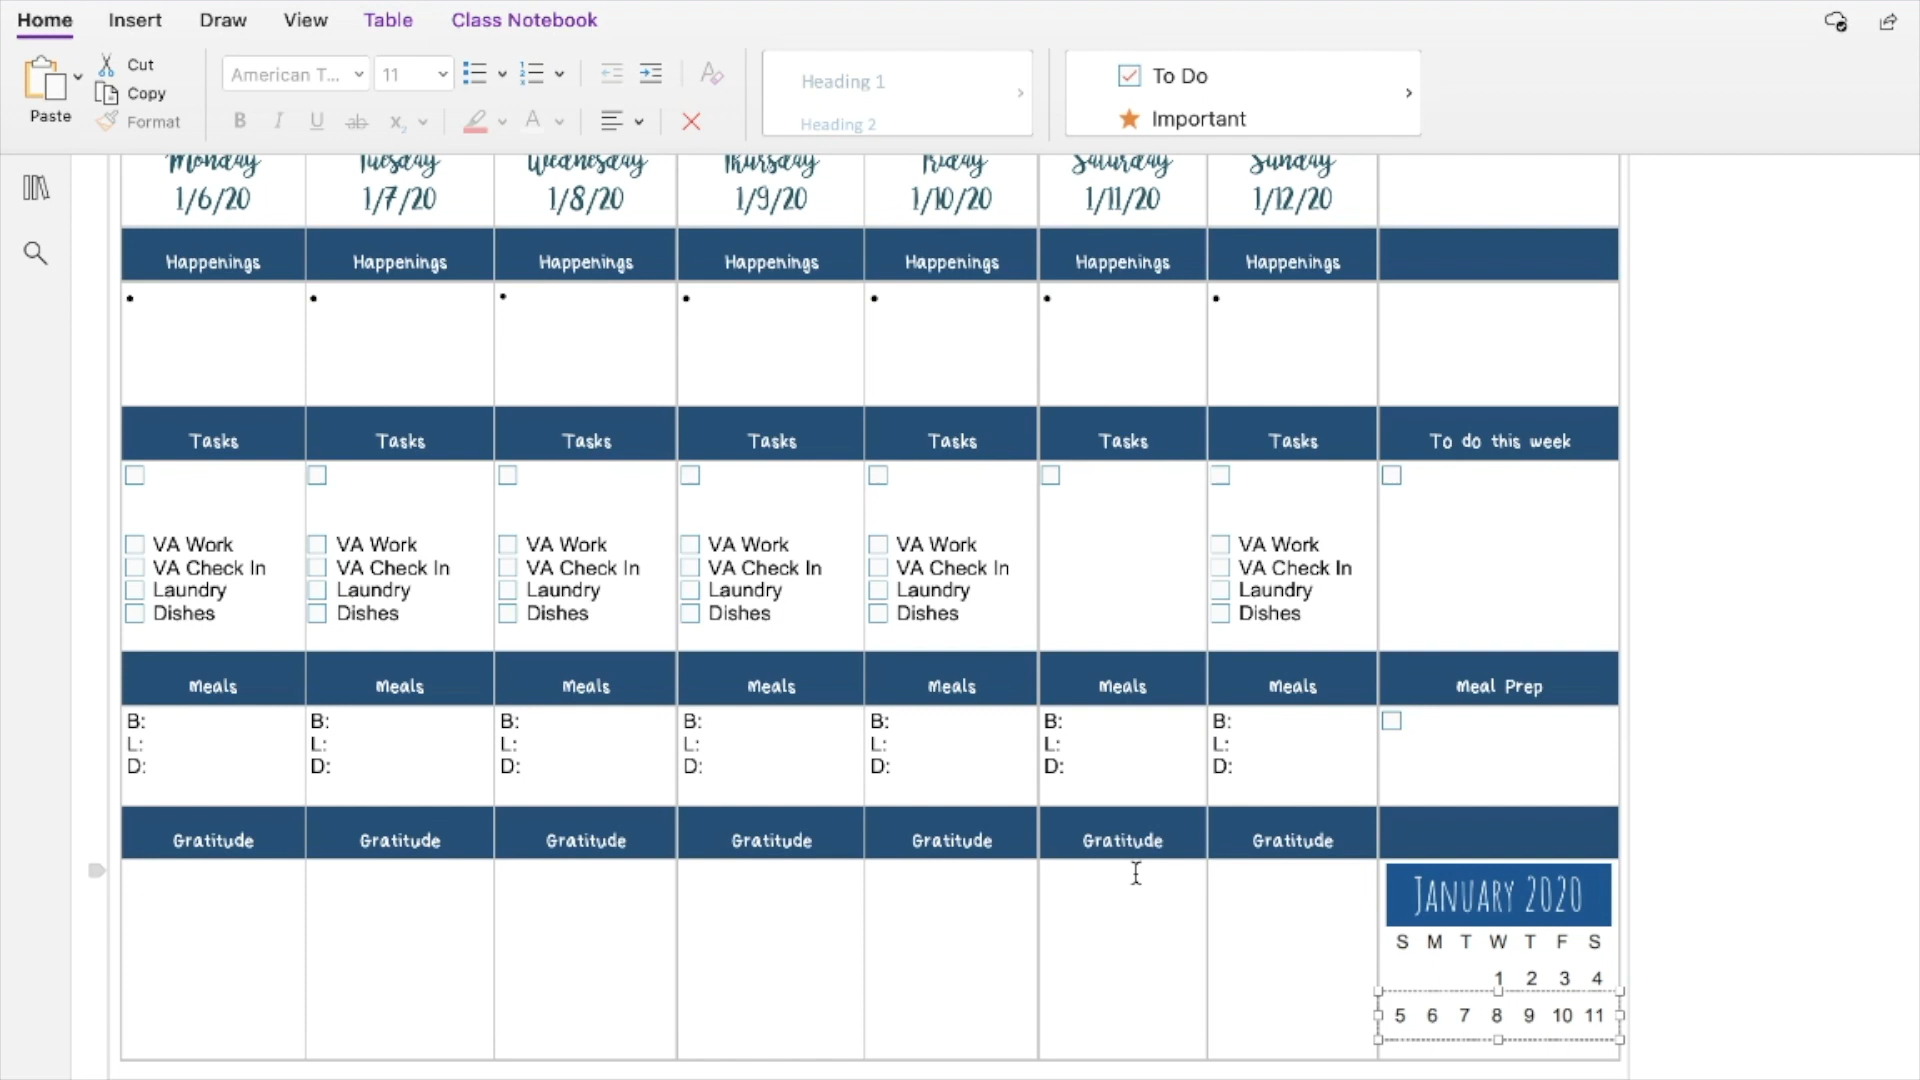 Home Insert Draw View Table Class Notebook
Paste
Cut
Copy
Format
American T... 11
B I U ab X₂ A
Heading 1
Heading 2
To Do
Important
Monday Tuesday Wednesday Thursday Friday Saturday Sunday
1/6/20 1/7/20 1/8/20 1/9/20 1/10/20 1/11/20 1/12/20
Happenings Happenings Happenings Happenings Happenings Happenings Happenings
Tasks Tasks Tasks Tasks Tasks Tasks Tasks To do this week
VA Work VA Work VA Work VA Work VA Work VA Work
VA Check In VA Check In VA Check In VA Check In VA Check In VA Check In
Laundry Laundry Laundry Laundry Laundry Laundry
Dishes Dishes Dishes Dishes Dishes Dishes
Meals Meals Meals Meals Meals Meals Meals Meal Prep
B: B: B: B: B: B: B:
L: L: L: L: L: L: L:
D: D: D: D: D: D: D:
Gratitude Gratitude Gratitude Gratitude Gratitude Gratitude Gratitude
January 2020
S M T W T F S
1 2 3 4
5 6 7 8 9 10 11